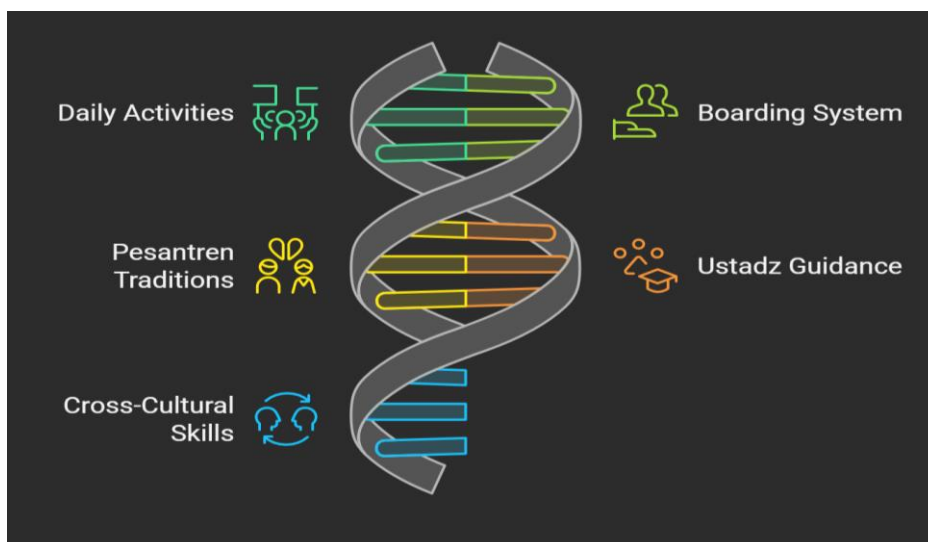 Daily Activities
Boarding System
Pesantren
Traditions
Ustadz Guidance
Cross-Cultural
Skills